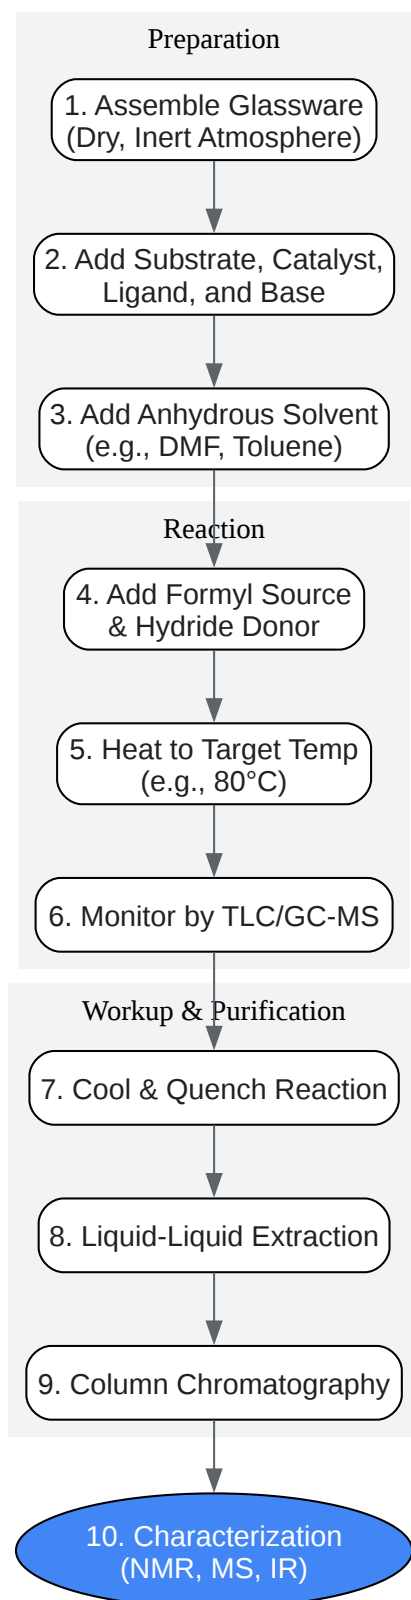 Preparation
1. Assemble Glassware
(Dry, Inert Atmosphere)
2. Add Substrate, Catalyst,
Ligand, and Base
3. Add Anhydrous Solvent
(e.g., DMF, Toluene)
Reaction
4. Add Formyl Source
& Hydride Donor
5. Heat to Target Temp
(e.g., 80°C)
6. Monitor by TLC/GC-MS
Workup & Purification
7. Cool & Quench Reaction
8. Liquid-Liquid Extraction
9. Column Chromatography
10. Characterization
(NMR, MS, IR)